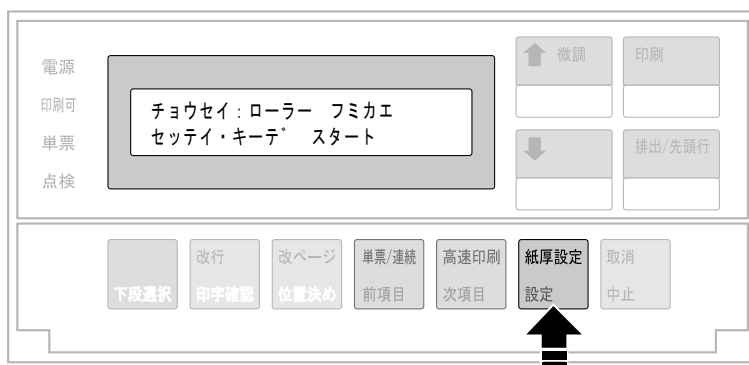 電源
印刷可
単票
点検
チョウセイ:ローラー フミカエ
セッテイ・キーデ゛ スタート
微調
印刷
排出/先頭行
下段選択
改行
印字確認
改ページ
位置決め
単票/連続
前項目
高速印刷
次項目
紙厚設定
設定
取消
中止